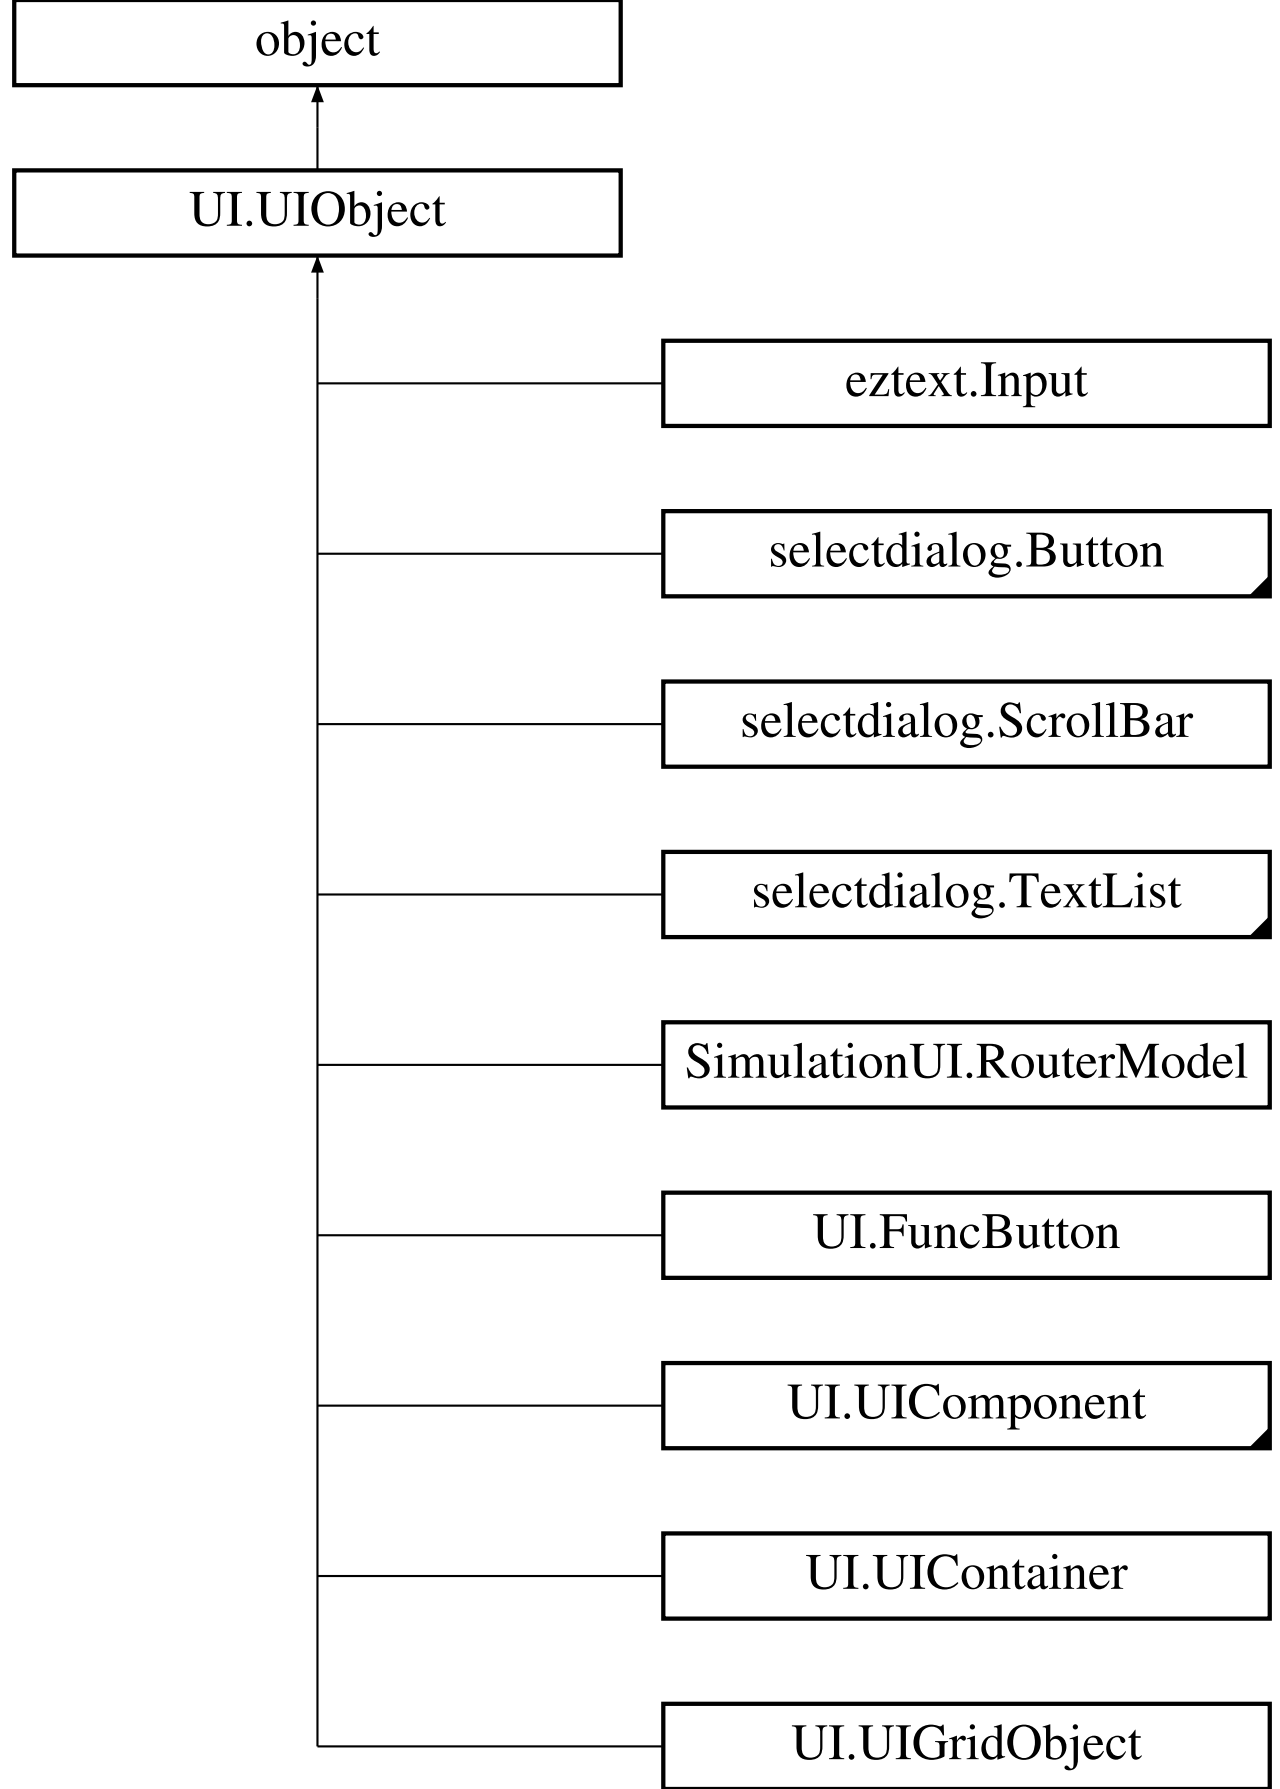 object
UI.UIObject
eztext.Input
selectdialog.Button
selectdialog.ScrollBar
selectdialog.TextList
SimulationUI.RouterModel
UI.FuncButton
UI.UIComponent
UI.UIContainer
UI.UIGridObject